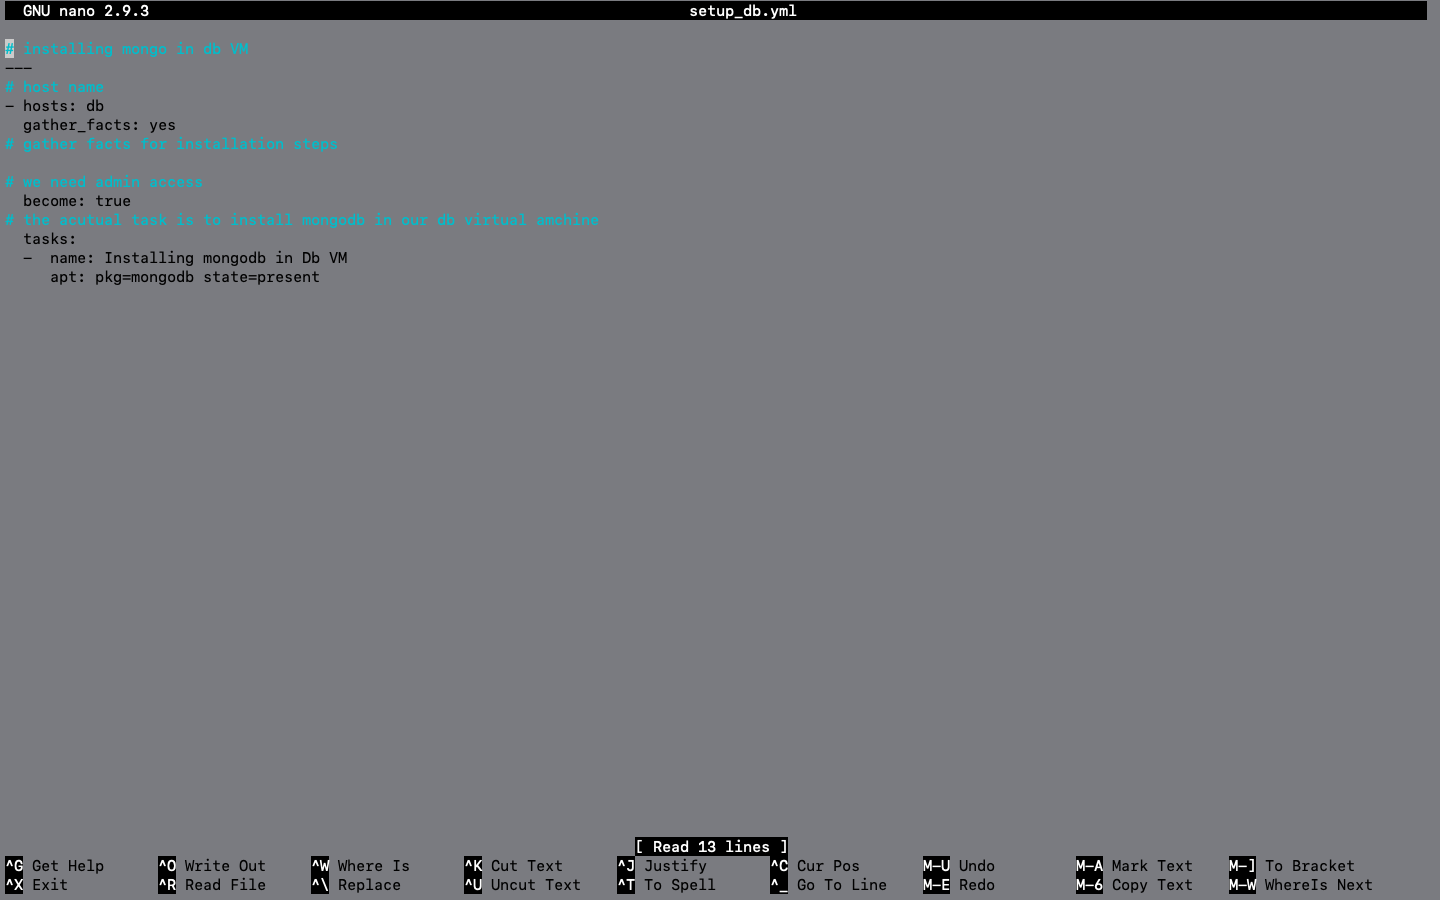 GNU nano 2.9.3 setup_db.yml
# installing mongo in db VM
---
# host name
- hosts: db
  gather_facts: yes
# gather facts for installation steps
# we need admin access
  become: true
# the acutual task is to install mongodb in our db virtual amchine
  tasks:
  -  name: Installing mongodb in Db VM
     apt: pkg=mongodb state=present
[ Read 13 lines ]
^G Get Help ^O Write Out ^W Where Is ^K Cut Text ^J Justify ^C Cur Pos M-U Undo M-A Mark Text M-] To Bracket
^X Exit ^R Read File ^\ Replace ^U Uncut Text ^T To Spell ^_ Go To Line M-E Redo M-6 Copy Text M-W WhereIs Next